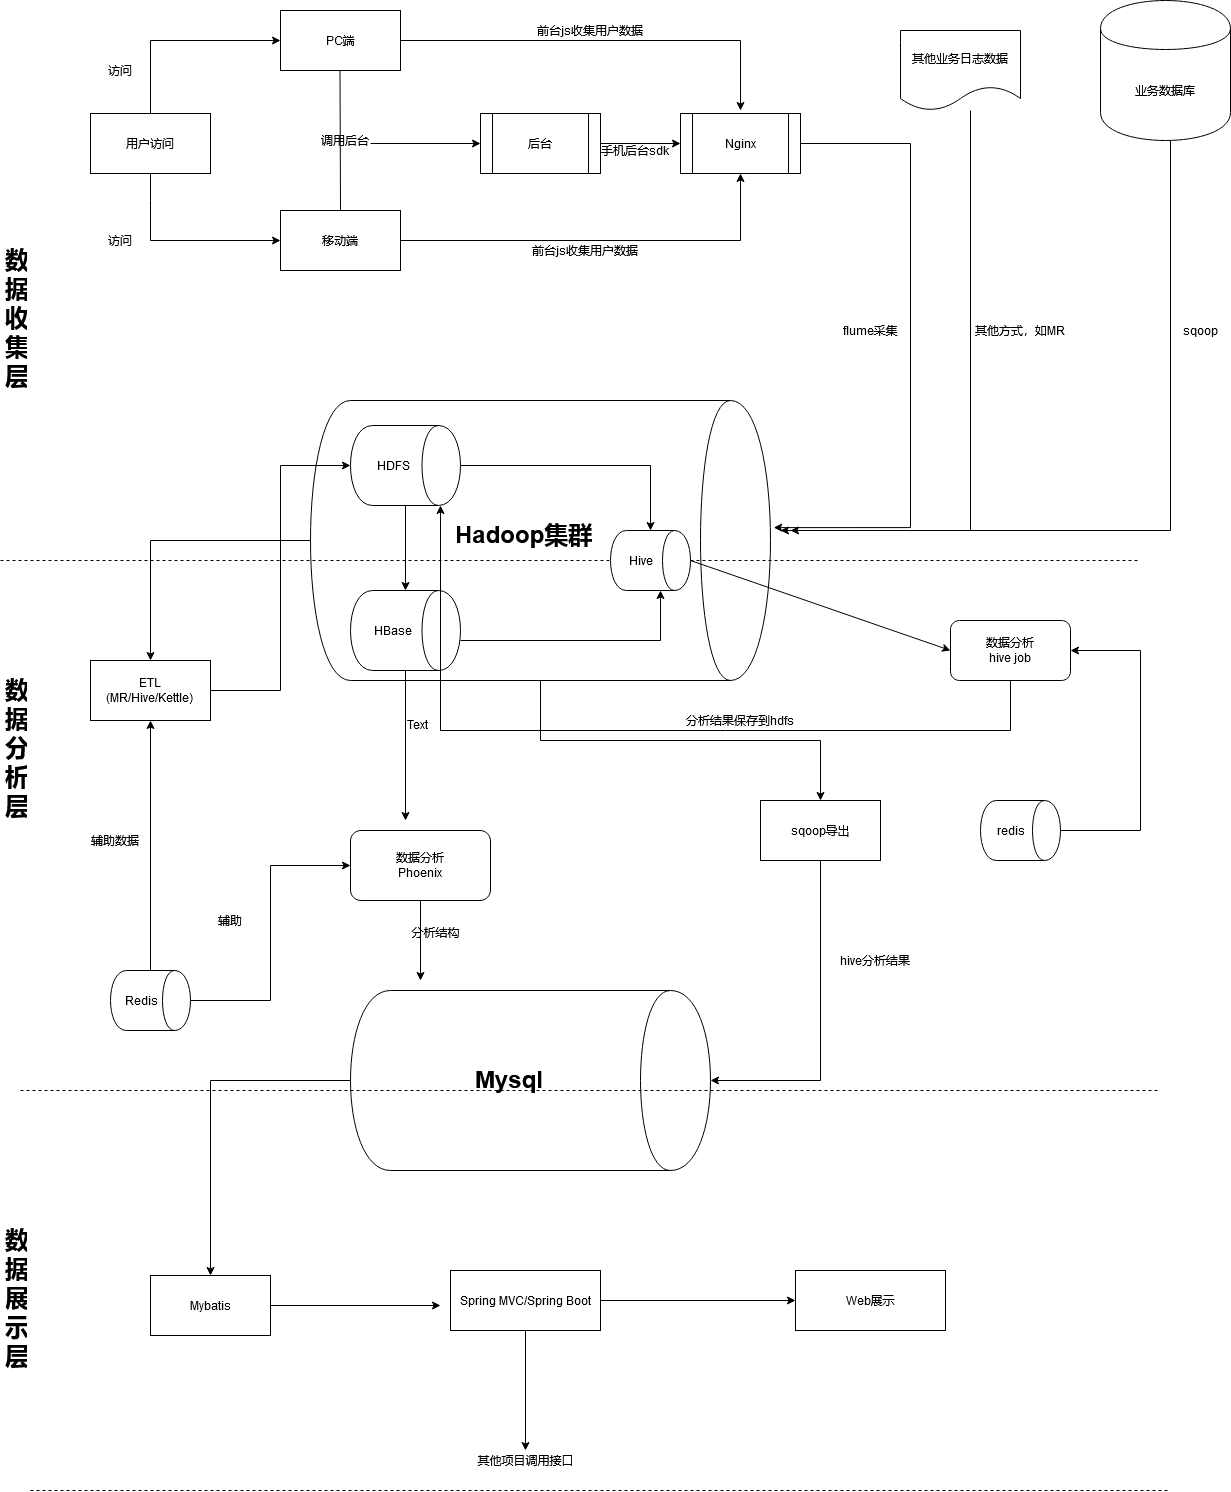 PC端
前台js收集用户数据
其他业务日志数据
业务数据库
访问
用户访问
调用后台
后台
手机后台sdk
Nginx
访问
移动端
前台js收集用户数据
数
据
收
集
层
flume采集
其他方式，如MR
sqoop
HDFS
Hadoop集群
Hive
HBase
数据分析
hive job
ETL
(MR/Hive/Kettle)
数
据
分
析
层
Text
分析结果保存到hdfs
sqoop导出
redis
辅助数据
数据分析
Phoenix
辅助
分析结构
hive分析结果
Redis
Mysql
数
据
展
示
层
Mybatis
Spring MVC/Spring Boot
Web展示
其他项目调用接口